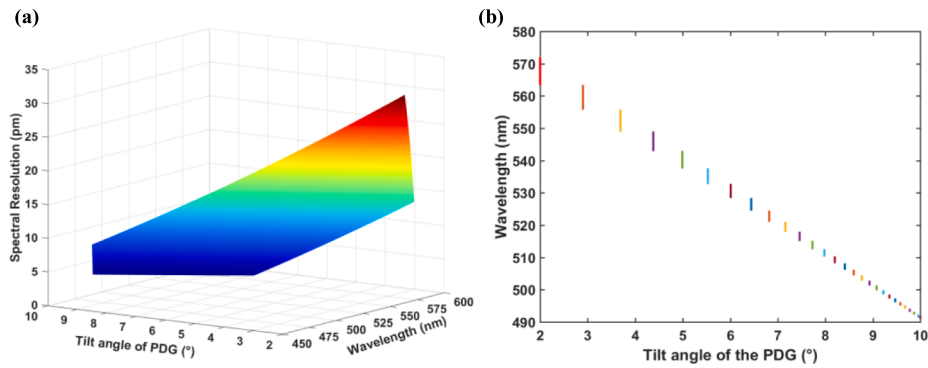 (a)
35
30
25
20
15
10
5
0
Spectral Resolution (pm)
10 9 8 7 6 5 4 3 2
Tilt angle of PDG (°)
450 475 500 525 550 575 600
Wavelength (nm)
(b)
580
570
560
550
540
530
520
510
500
490
Wavelength (nm)
2 3 4 5 6 7 8 9 10
Tilt angle of the PDG (°)